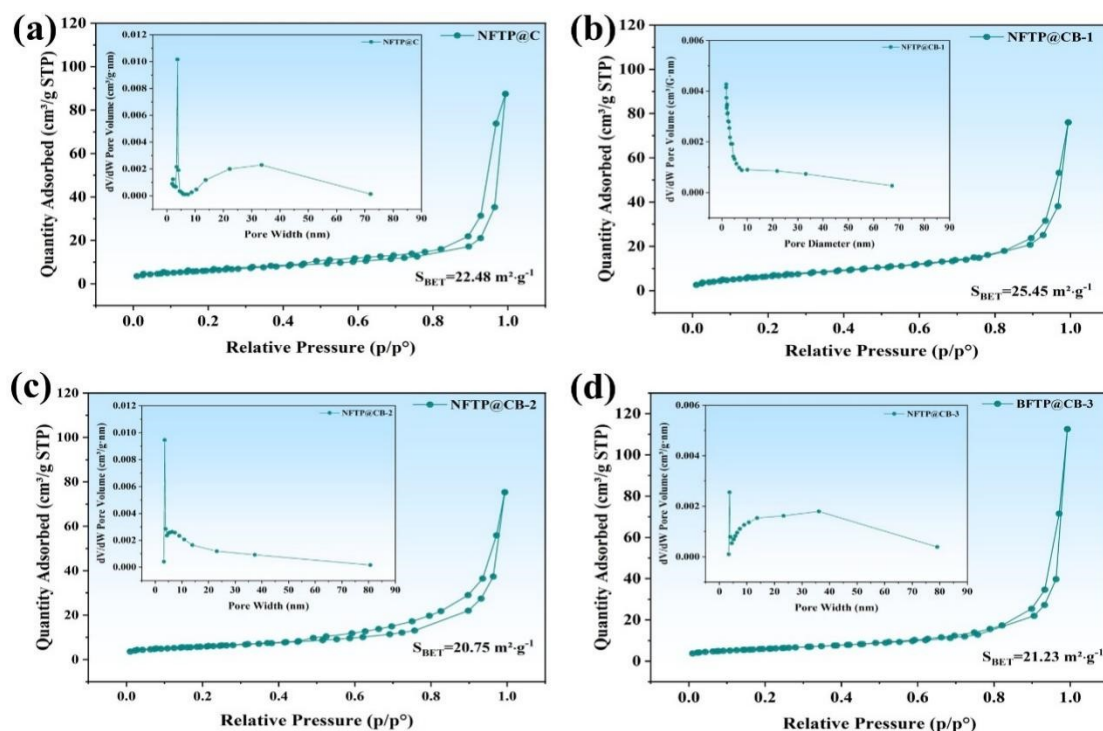 (a)
NFTP@C
Quantity Adsorbed (cm³/g STP)
120
100
80
60
40
20
0
0.0 0.2 0.4 0.6 0.8 1.0
Relative Pressure (p/p°)
S_BET=22.48 m²·g⁻¹
NFTP@C
dV/dW Pore Volume (cm³/g·nm)
0.012
0.010
0.008
0.006
0.004
0.002
0.000
0 10 20 30 40 50 60 70 80 90
Pore Width (nm)
(b)
NFTP@CB-1
Quantity Adsorbed (cm³/g STP)
120
100
80
60
40
20
0
0.0 0.2 0.4 0.6 0.8 1.0
Relative Pressure (p/p°)
S_BET=25.45 m²·g⁻¹
NFTP@CB-1
dV/dW Pore Volume (cm³/G·nm)
0.006
0.004
0.002
0.000
0 10 20 30 40 50 60 70 80
Pore Diameter (nm)
(c)
NFTP@CB-2
Quantity Adsorbed (cm³/g STP)
120
100
80
60
40
20
0
0.0 0.2 0.4 0.6 0.8 1.0
Relative Pressure (p/p°)
S_BET=20.75 m²·g⁻¹
NFTP@CB-2
dV/dW Pore Volume (cm³/g·nm)
0.012
0.010
0.008
0.006
0.004
0.002
0.000
0 10 20 30 40 50 60 70 80 90
Pore Width (nm)
(d)
BFTP@CB-3
Quantity Adsorbed (cm³/g STP)
120
100
80
60
40
20
0
0.0 0.2 0.4 0.6 0.8 1.0
Relative Pressure (p/p°)
S_BET=21.23 m²·g⁻¹
NFTP@CB-3
dV/dW Pore Volume (cm³/g·nm)
0.006
0.004
0.002
0.000
0 10 20 30 40 50 60 70 80 90
Pore Width (nm)